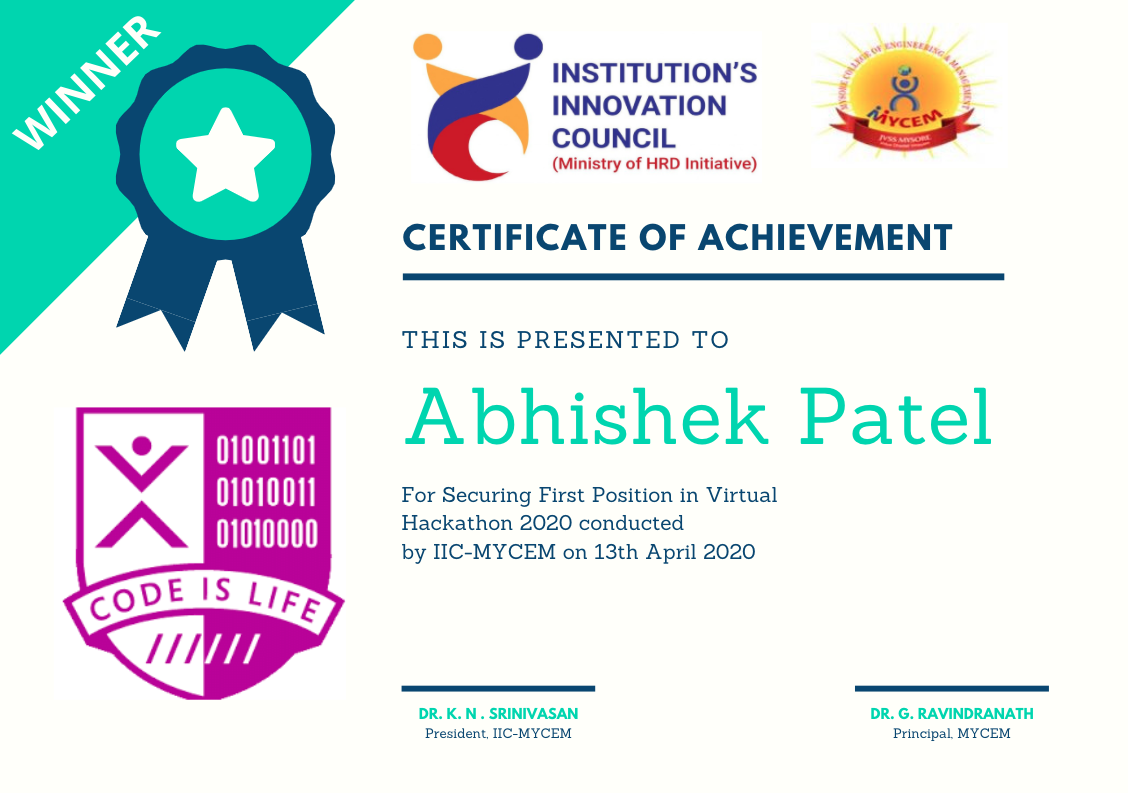 WINNER
INSTITUTION'S
INNOVATION
COUNCIL
(Ministry of HRD Initiative)
MYSORE COLLEGE OF ENGINEERING & MANAGEMENT
MYCEM
JVSS MYSORE
CERTIFICATE OF ACHIEVEMENT
THIS IS PRESENTED TO
Abhishek Patel
For Securing First Position in Virtual
Hackathon 2020 conducted
by IIC-MYCEM on 13th April 2020
01001101
01010011
01010000
CODE IS LIFE
//////
DR. K. N . SRINIVASAN
President, IIC-MYCEM
DR. G. RAVINDRANATH
Principal, MYCEM